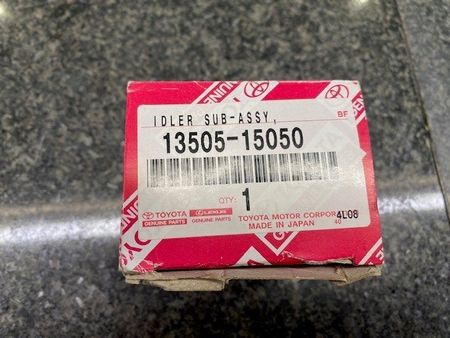 IDLER SUB-ASSY,
BF
13505-15050
QTY:
1
TOYOTA
GENUINE PARTS
LEXUS
GENUINE PARTS
TOYOTA MOTOR CORPOR
4L08
MADE IN JAPAN
40